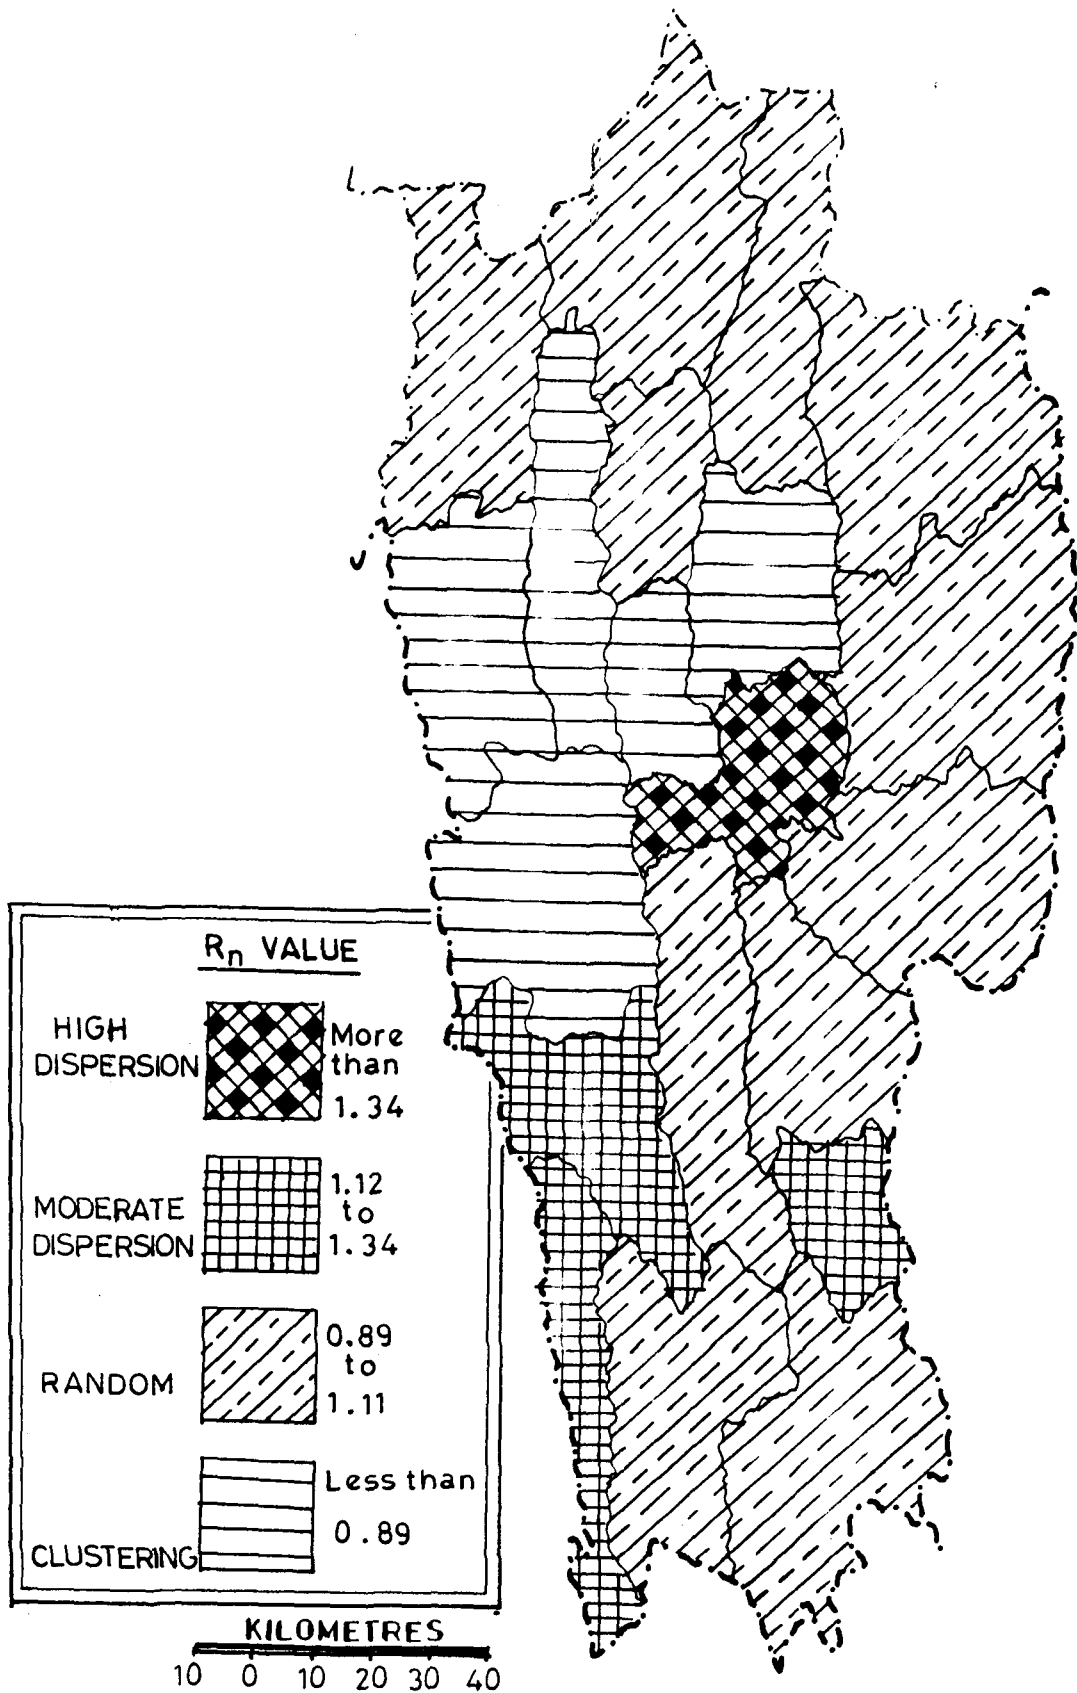 Rn VALUE
HIGH
DISPERSION
More
than
1.34
MODERATE
DISPERSION
1.12
to
1.34
RANDOM
0.89
to
1.11
CLUSTERING
Less than
0.89
KILOMETRES
10 0 10 20 30 40